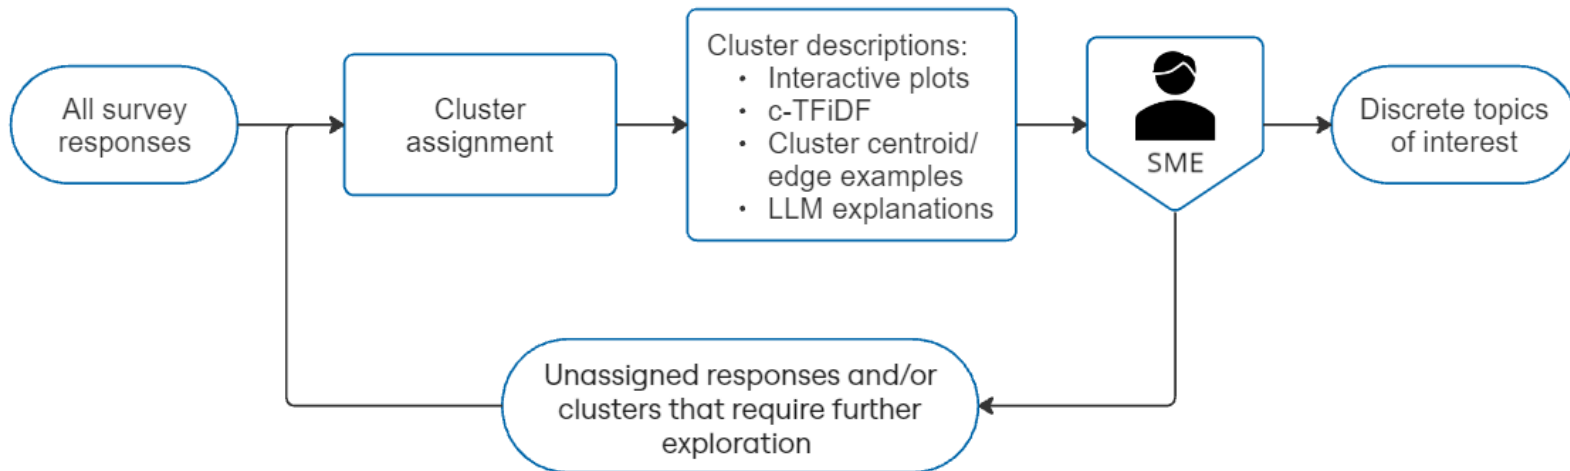 All survey
responses
Cluster
assignment
Cluster descriptions:
• Interactive plots
• c-TFiDF
• Cluster centroid/
edge examples
• LLM explanations
SME
Discrete topics
of interest
Unassigned responses and/or
clusters that require further
exploration